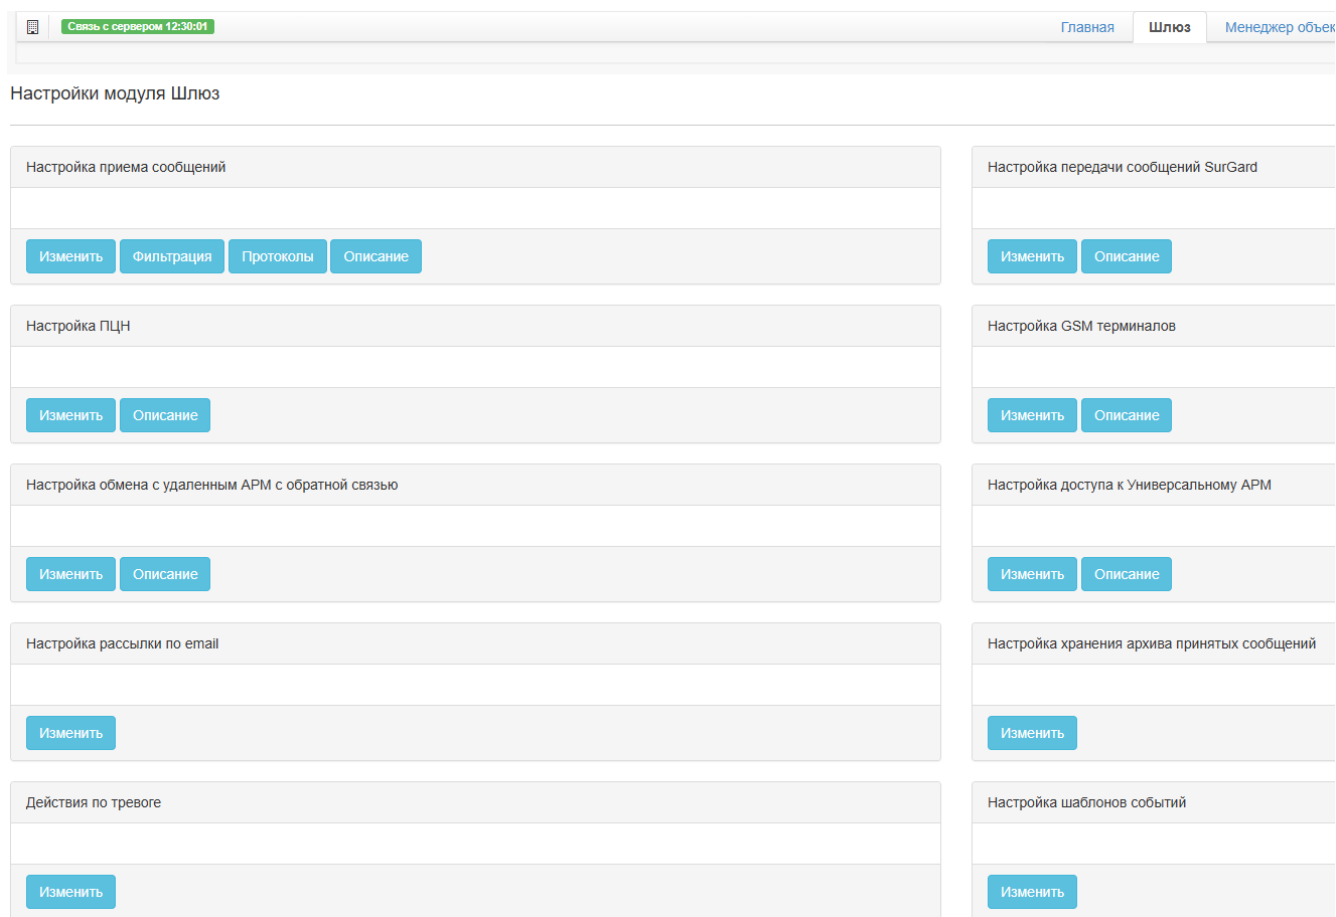 Связь с сервером 12:30:01
Главная Шлюз Менеджер объек
Настройки модуля Шлюз
Настройка приема сообщений
Изменить Фильтрация Протоколы Описание
Настройка передачи сообщений SurGard
Изменить Описание
Настройка ПЦН
Изменить Описание
Настройка GSM терминалов
Изменить Описание
Настройка обмена с удаленным АРМ с обратной связью
Изменить Описание
Настройка доступа к Универсальному АРМ
Изменить Описание
Настройка рассылки по email
Изменить
Настройка хранения архива принятых сообщений
Изменить
Действия по тревоге
Изменить
Настройка шаблонов событий
Изменить